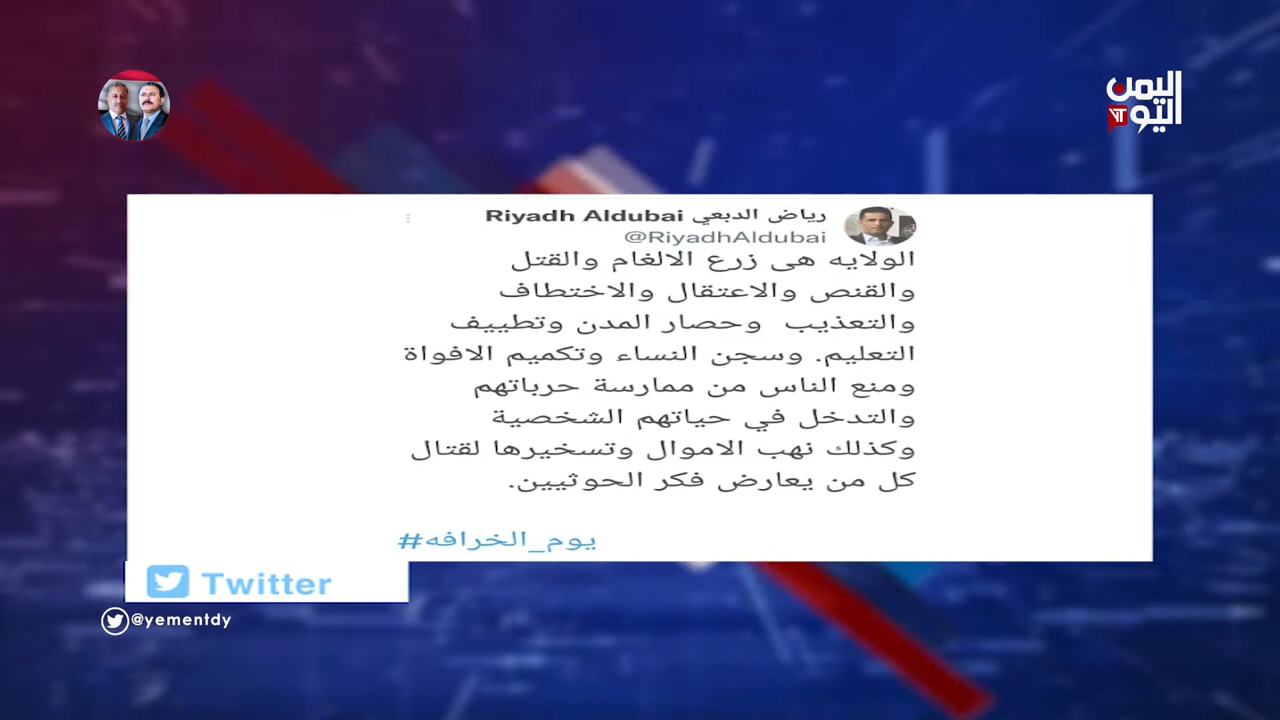 اليمن
اليوم
رياض الدبعي Riyadh Aldubai
@RiyadhAldubai
الولايه هى زرع الالغام والقتل
والقنص والاعتقال والاختطاف
والتعذيب وحصار المدن وتطييف
التعليم. وسجن النساء وتكميم الافواة
ومنع الناس من ممارسة حرياتهم
والتدخل في حياتهم الشخصية
وكذلك نهب الاموال وتسخيرها لقتال
كل من يعارض فكر الحوثيين.
#يوم_الخرافه
Twitter
@yementdy